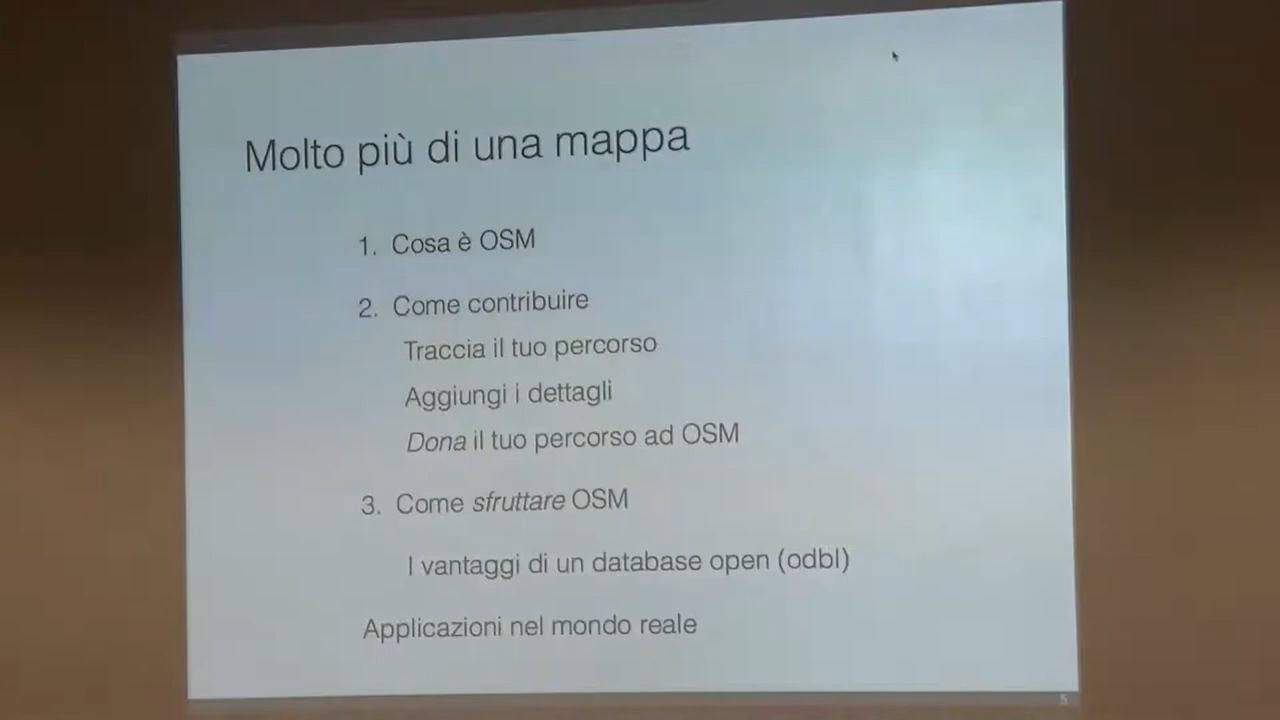 Molto più di una mappa
1. Cosa è OSM
2. Come contribuire
Traccia il tuo percorso
Aggiungi i dettagli
Dona il tuo percorso ad OSM
3. Come sfruttare OSM
I vantaggi di un database open (odbl)
Applicazioni nel mondo reale
5